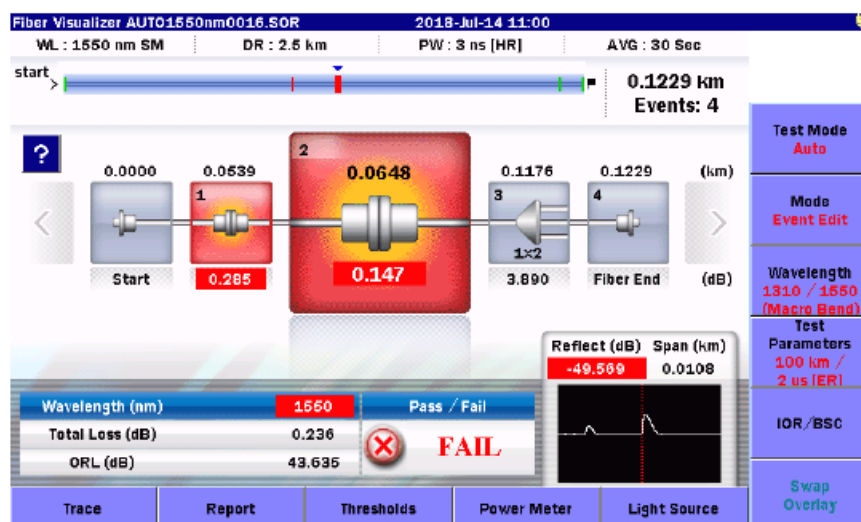 Fiber Visualizer AUTO1550nm0016.SOR 2018-Jul-14 11:00
WL : 1550 nm SM DR : 2.5 km PW : 3 ns [HR] AVG : 30 Sec
start
0.1229 км
Events: 4
?
0.0000 0.0539 2 0.0648 0.1176 0.1229 (km)
1 3 4
1×2
Start 0.285 0.147 3.890 Fiber End (dB)
Reflect (dB) Span (km)
-49.569 0.0108
Wavelength (nm) 1550 Pass / Fail
Total Loss (dB) 0.236
FAIL
ORL (dB) 43.635
Test Mode
Auto
Mode
Event Edit
Wavelength
1310 / 1550
(Macro Bend)
Test
Parameters
100 km /
2 us [ER]
IOR/BSC
Swap
Overlay
Trace Report Thresholds Power Meter Light Source